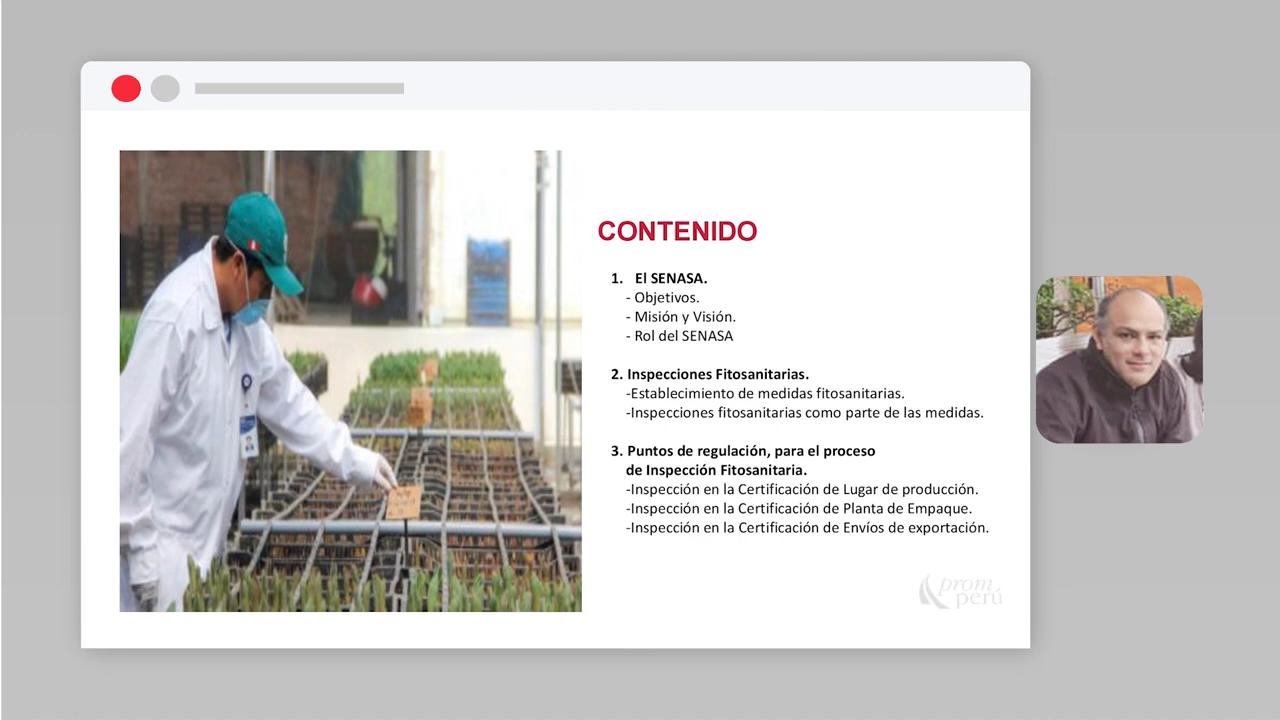 CONTENIDO
1. El SENASA.
- Objetivos.
- Misión y Visión.
- Rol del SENASA
2. Inspecciones Fitosanitarias.
-Establecimiento de medidas fitosanitarias.
-Inspecciones fitosanitarias como parte de las medidas.
3. Puntos de regulación, para el proceso
de Inspección Fitosanitaria.
-Inspección en la Certificación de Lugar de producción.
-Inspección en la Certificación de Planta de Empaque.
-Inspección en la Certificación de Envíos de exportación.
prom
perú